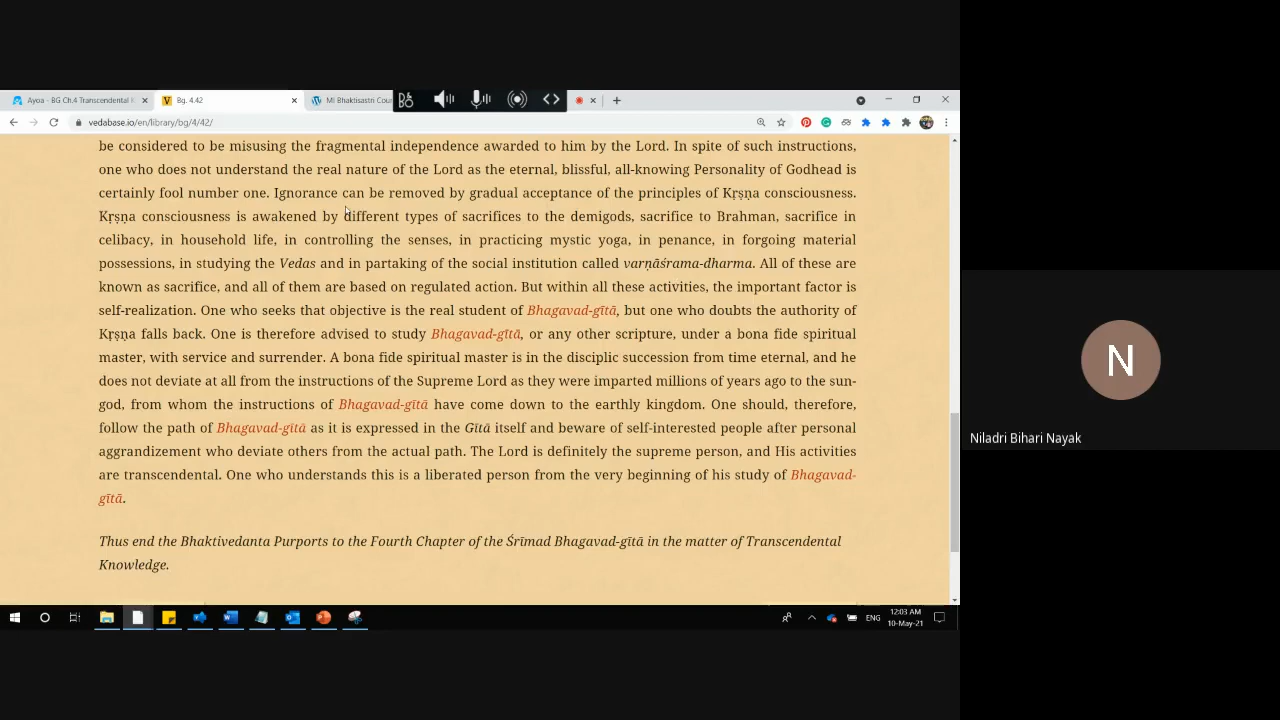 Ayoa - BG Ch.4 Transcendental
Bg. 4.42
MI Bhaktisastri Cou
vedabase.io/en/library/bg/4/42/
be considered to be misusing the fragmental independence awarded to him by the Lord. In spite of such instructions,
one who does not understand the real nature of the Lord as the eternal, blissful, all-knowing Personality of Godhead is
certainly fool number one. Ignorance can be removed by gradual acceptance of the principles of Kṛṣṇa consciousness.
Kṛṣṇa consciousness is awakened by different types of sacrifices to the demigods, sacrifice to Brahman, sacrifice in
celibacy, in household life, in controlling the senses, in practicing mystic yoga, in penance, in forgoing material
possessions, in studying the Vedas and in partaking of the social institution called varṇāśrama-dharma. All of these are
known as sacrifice, and all of them are based on regulated action. But within all these activities, the important factor is
self-realization. One who seeks that objective is the real student of Bhagavad-gītā, but one who doubts the authority of
Kṛṣṇa falls back. One is therefore advised to study Bhagavad-gītā, or any other scripture, under a bona fide spiritual
master, with service and surrender. A bona fide spiritual master is in the disciplic succession from time eternal, and he
does not deviate at all from the instructions of the Supreme Lord as they were imparted millions of years ago to the sun-
god, from whom the instructions of Bhagavad-gītā have come down to the earthly kingdom. One should, therefore,
follow the path of Bhagavad-gītā as it is expressed in the Gītā itself and beware of self-interested people after personal
aggrandizement who deviate others from the actual path. The Lord is definitely the supreme person, and His activities
are transcendental. One who understands this is a liberated person from the very beginning of his study of Bhagavad-
gītā.
Thus end the Bhaktivedanta Purports to the Fourth Chapter of the Śrīmad Bhagavad-gītā in the matter of Transcendental
Knowledge.
ENG
12:03 AM
10-May-21
N
Niladri Bihari Nayak